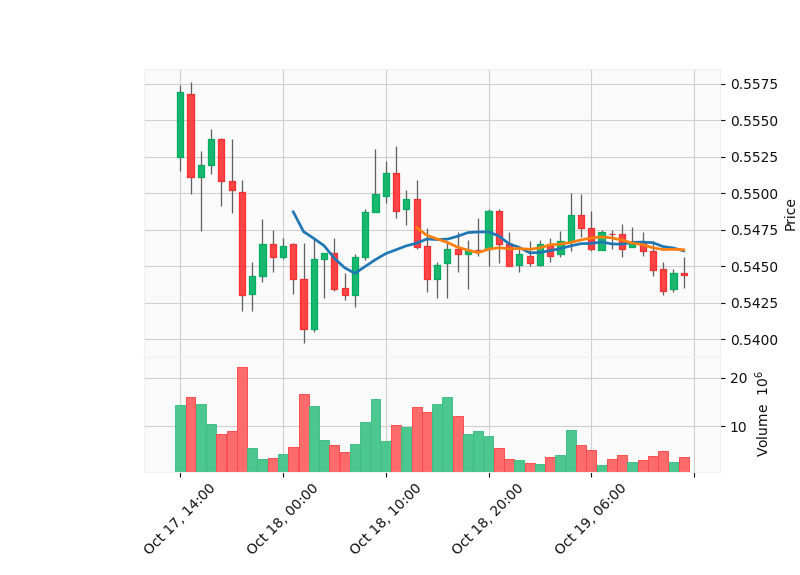 0.5575
0.5550
0.5525
0.5500
0.5475
0.5450
0.5425
0.5400
Price
20
10
Volume 10⁶
Oct 17, 14:00
Oct 18, 00:00
Oct 18, 10:00
Oct 18, 20:00
Oct 19, 06:00